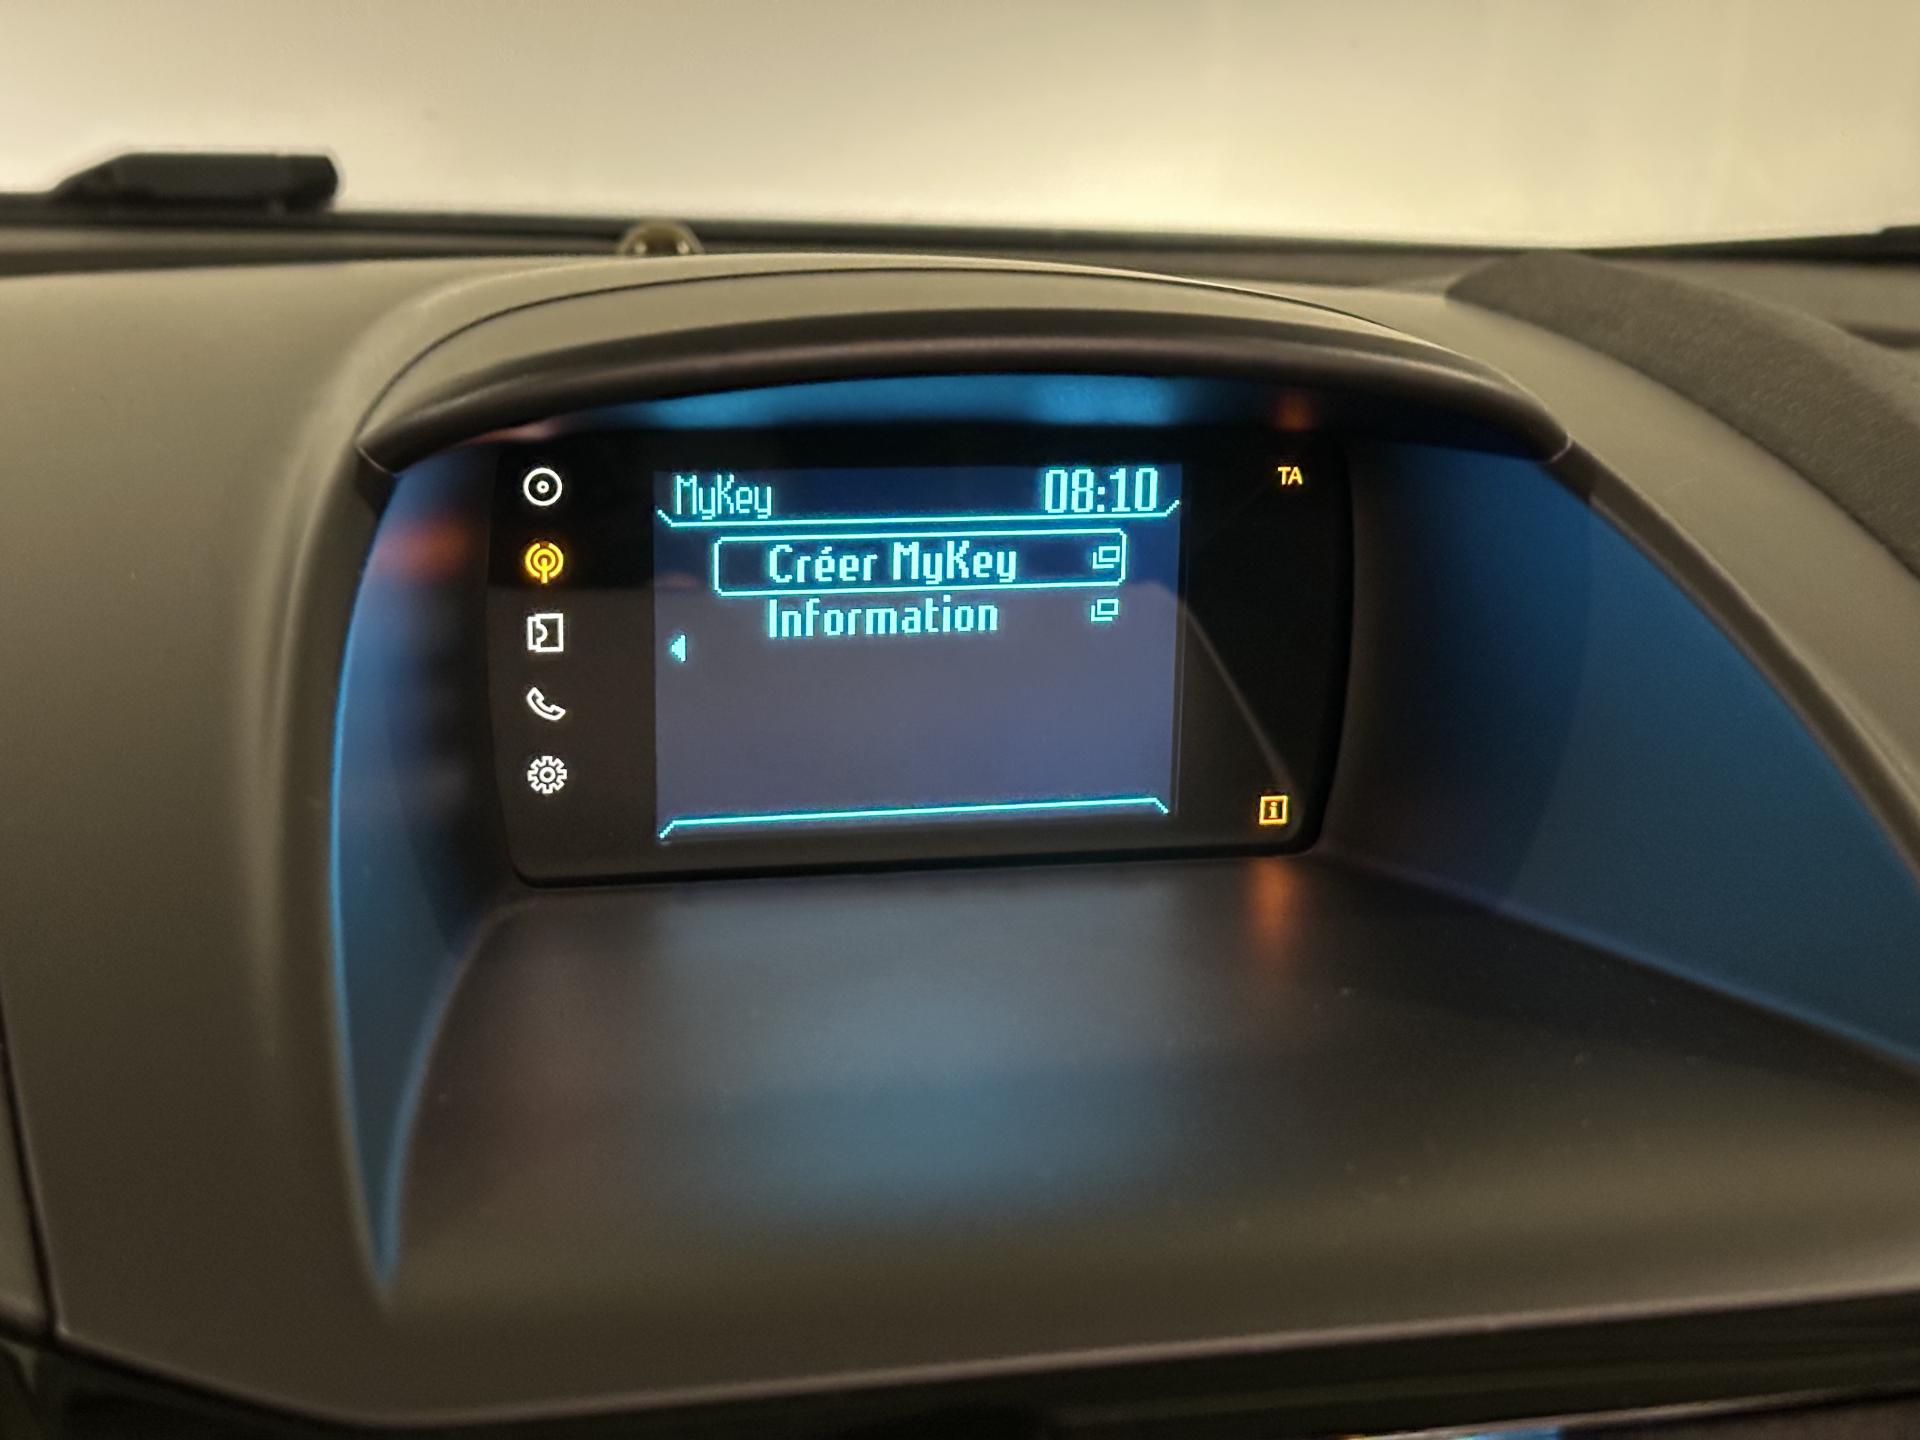 MyKey 08:10
TA
Créer MyKey
Information
i